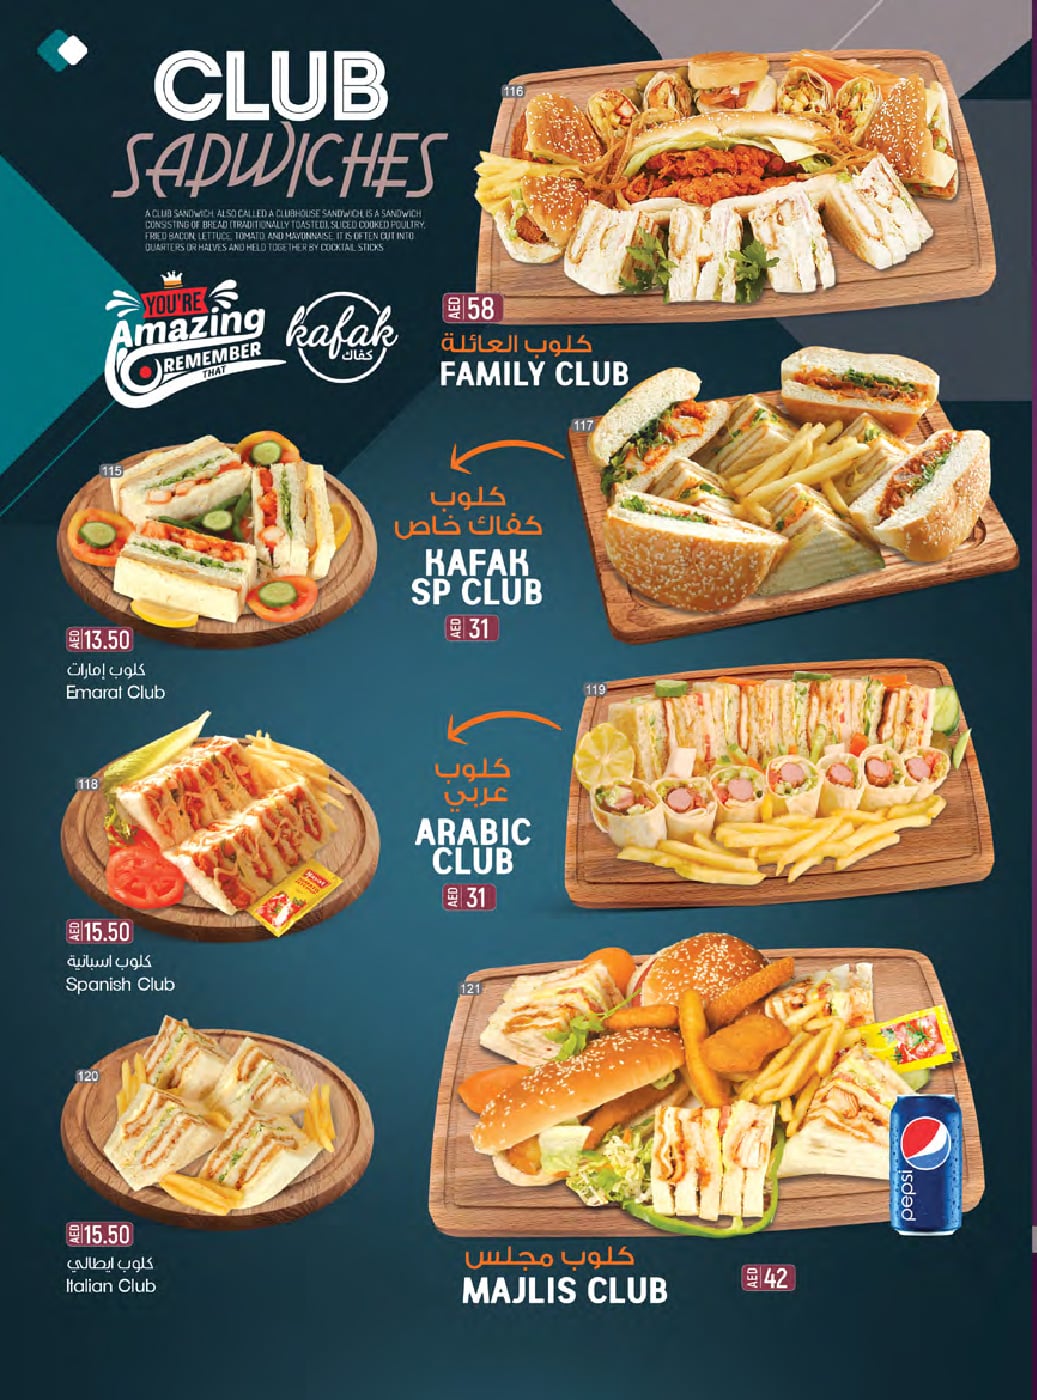 CLUB
SADWICHES
A CLUB SANDWICH, ALSO CALLED A CLUBHOUSE SANDWICH, IS A SANDWICH
CONSISTING OF BREAD (TRADITIONALLY TOASTED), SLICED COOKED POULTRY,
FRIED BACON, LETTUCE, TOMATO, AND MAYONNAISE. IT IS OFTEN CUT INTO
QUARTERS OR HALVES AND HELD TOGETHER BY COCKTAIL STICKS
YOU'RE
Amazing
REMEMBER
THAT
kafak
كفاك
116
AED 58
كلوب العائلة
FAMILY CLUB
117
كلوب
كفاك خاص
KAFAK
SP CLUB
AED 31
115
AED 13.50
كلوب إمارات
Emarat Club
119
كلوب
عربي
ARABIC
CLUB
AED 31
118
AED 15.50
كلوب اسبانية
Spanish Club
120
AED 15.50
كلوب ايطالي
Italian Club
121
pepsi
كلوب مجلس
MAJLIS CLUB
AED 42